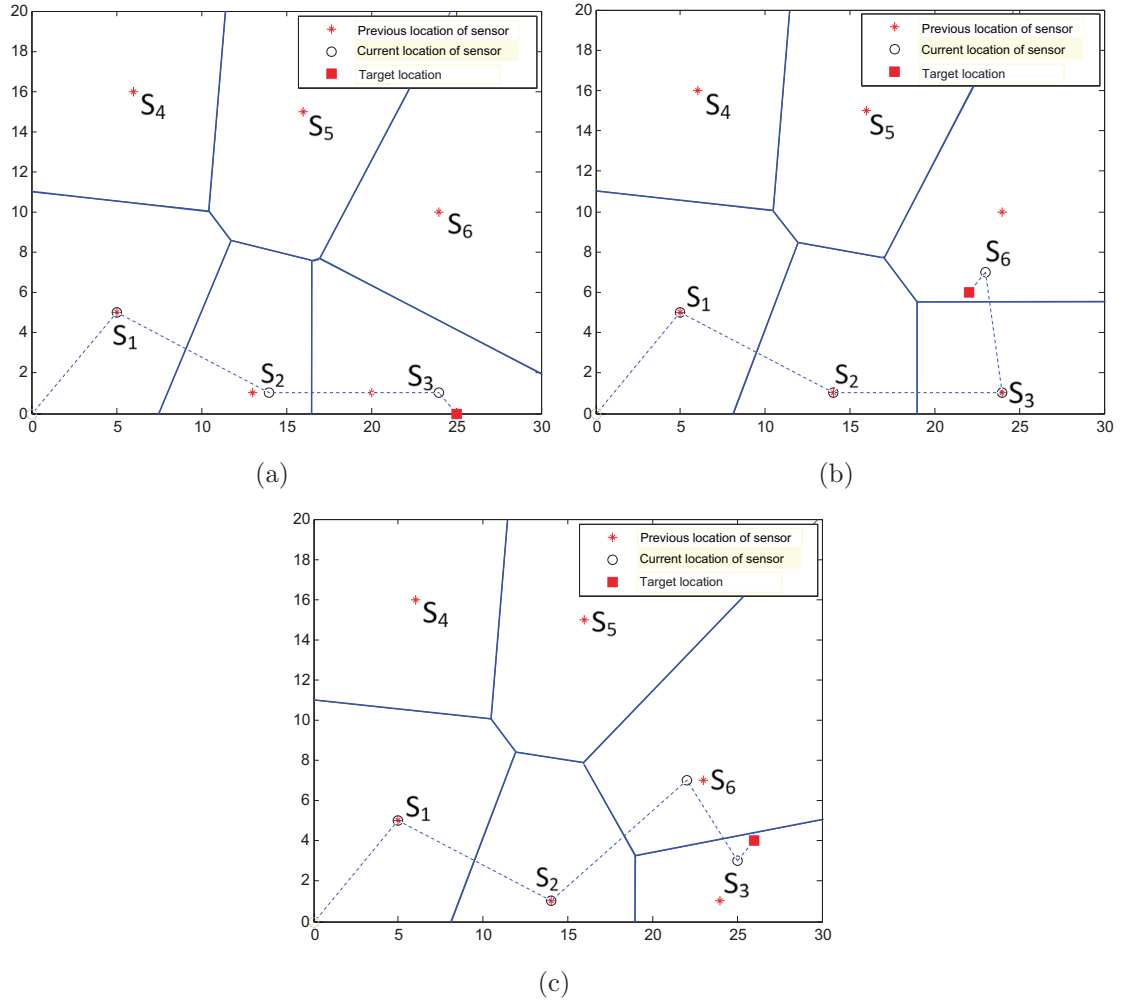 20
18
16
14
12
10
8
6
4
2
0
0 5 10 15 20 25 30
Previous location of sensor
Current location of sensor
Target location
S4
S5
S6
S1
S2
S3
(a)
20
18
16
14
12
10
8
6
4
2
0
0 5 10 15 20 25 30
Previous location of sensor
Current location of sensor
Target location
S4
S5
S6
S1
S2
S3
(b)
20
18
16
14
12
10
8
6
4
2
0
0 5 10 15 20 25 30
Previous location of sensor
Current location of sensor
Target location
S4
S5
S6
S1
S2
S3
(c)